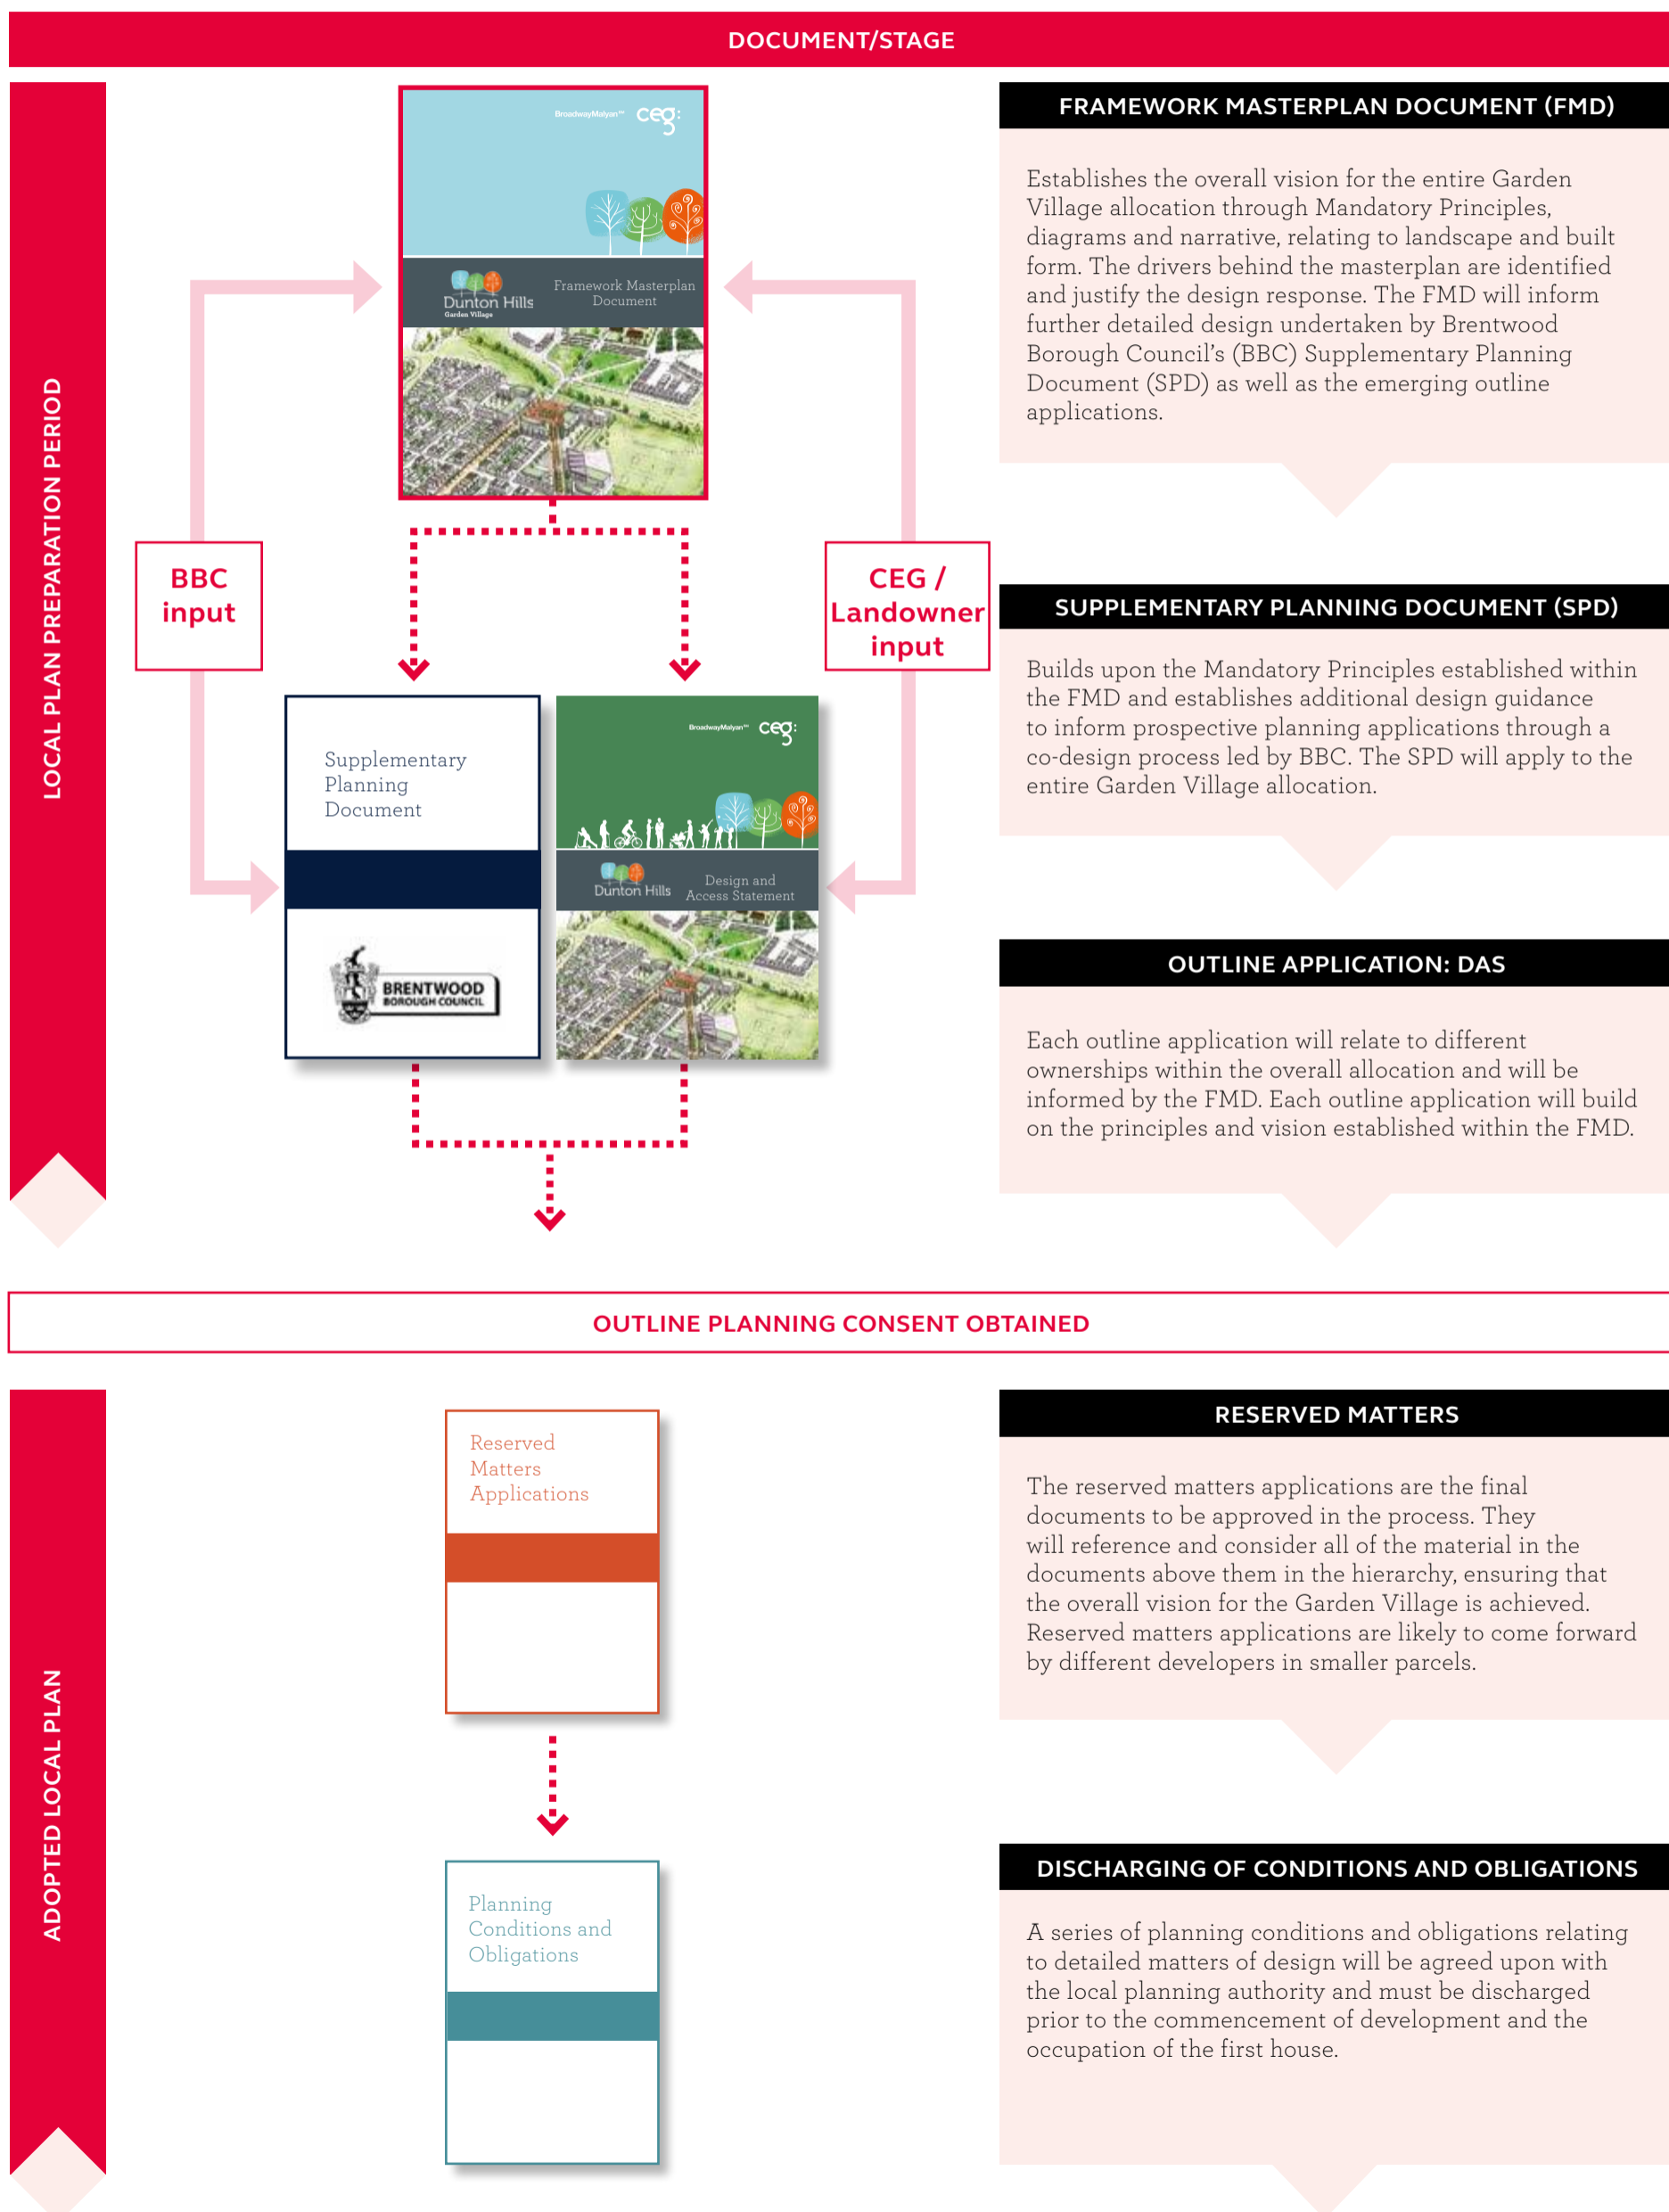 DOCUMENT/STAGE
LOCAL PLAN PREPARATION PERIOD
BroadwayMalyan™ ceg:
Dunton Hills
Garden Village
Framework Masterplan
Document
BBC
input
CEG /
Landowner
input
Supplementary
Planning
Document
BRENTWOOD
BOROUGH COUNCIL
BroadwayMalyan™ ceg:
Dunton Hills
Design and
Access Statement
FRAMEWORK MASTERPLAN DOCUMENT (FMD)
Establishes the overall vision for the entire Garden
Village allocation through Mandatory Principles,
diagrams and narrative, relating to landscape and built
form. The drivers behind the masterplan are identified
and justify the design response. The FMD will inform
further detailed design undertaken by Brentwood
Borough Council's (BBC) Supplementary Planning
Document (SPD) as well as the emerging outline
applications.
SUPPLEMENTARY PLANNING DOCUMENT (SPD)
Builds upon the Mandatory Principles established within
the FMD and establishes additional design guidance
to inform prospective planning applications through a
co-design process led by BBC. The SPD will apply to the
entire Garden Village allocation.
OUTLINE APPLICATION: DAS
Each outline application will relate to different
ownerships within the overall allocation and will be
informed by the FMD. Each outline application will build
on the principles and vision established within the FMD.
OUTLINE PLANNING CONSENT OBTAINED
ADOPTED LOCAL PLAN
Reserved
Matters
Applications
Planning
Conditions and
Obligations
RESERVED MATTERS
The reserved matters applications are the final
documents to be approved in the process. They
will reference and consider all of the material in the
documents above them in the hierarchy, ensuring that
the overall vision for the Garden Village is achieved.
Reserved matters applications are likely to come forward
by different developers in smaller parcels.
DISCHARGING OF CONDITIONS AND OBLIGATIONS
A series of planning conditions and obligations relating
to detailed matters of design will be agreed upon with
the local planning authority and must be discharged
prior to the commencement of development and the
occupation of the first house.